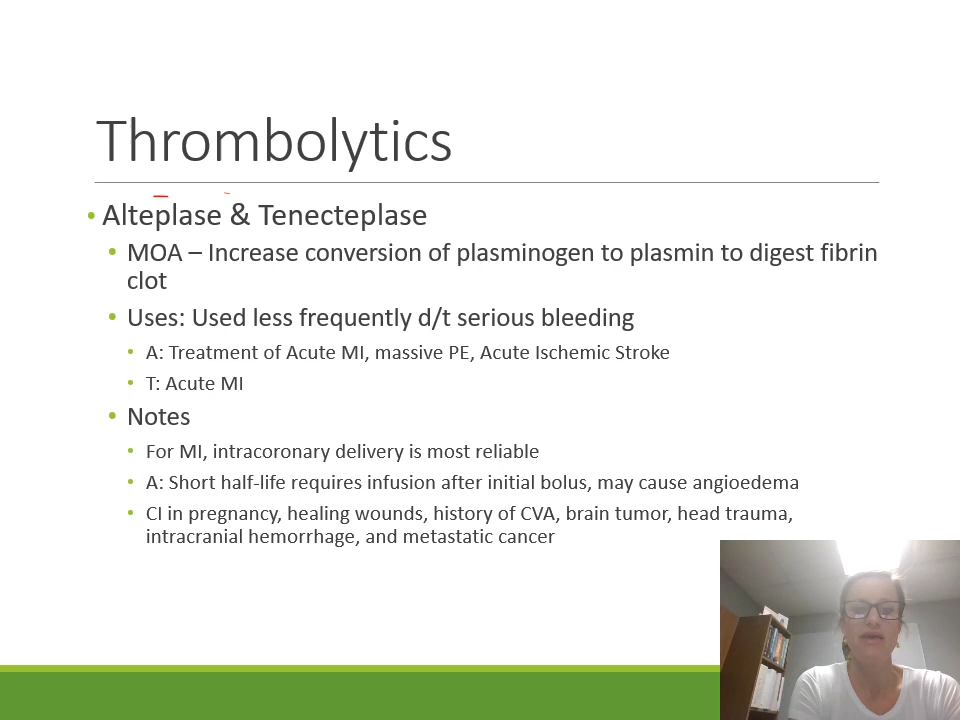 Thrombolytics
• Alteplase & Tenecteplase
• MOA – Increase conversion of plasminogen to plasmin to digest fibrin
clot
• Uses: Used less frequently d/t serious bleeding
• A: Treatment of Acute MI, massive PE, Acute Ischemic Stroke
• T: Acute MI
• Notes
• For MI, intracoronary delivery is most reliable
• A: Short half-life requires infusion after initial bolus, may cause angioedema
• CI in pregnancy, healing wounds, history of CVA, brain tumor, head trauma,
intracranial hemorrhage, and metastatic cancer